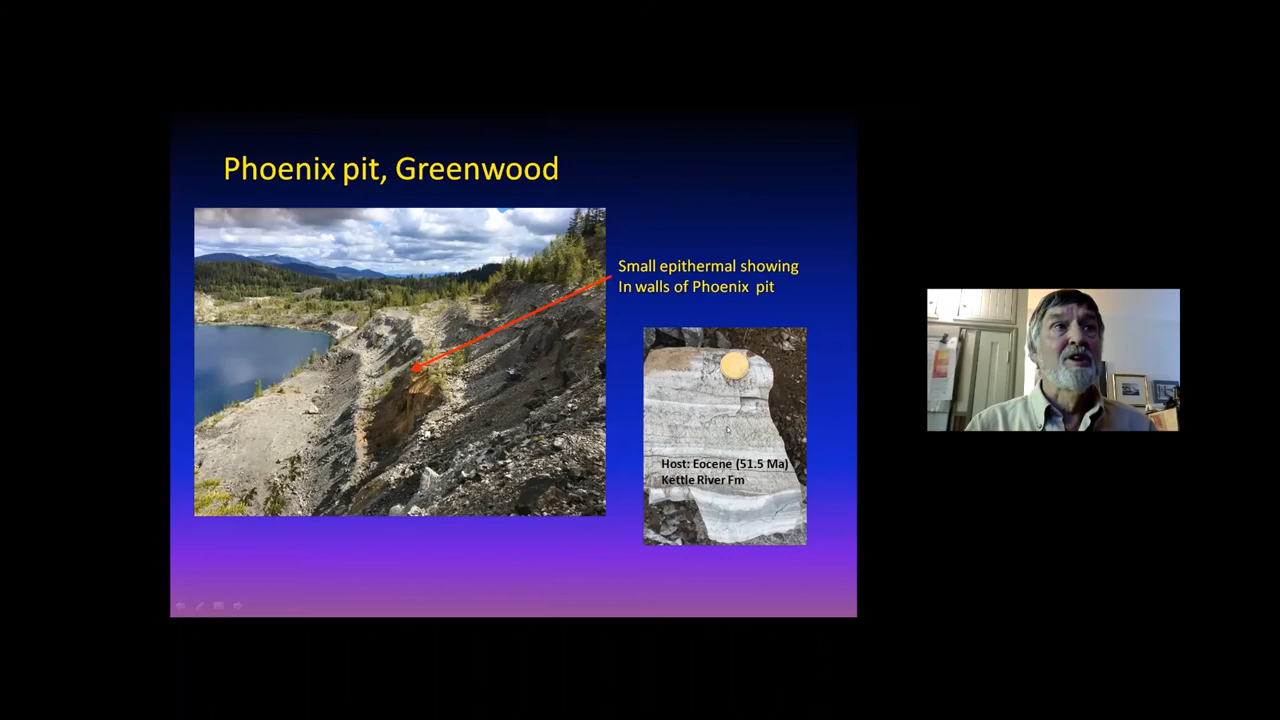 Phoenix pit, Greenwood
Small epithermal showing
In walls of Phoenix pit
Host: Eocene (51.5 Ma)
Kettle River Fm